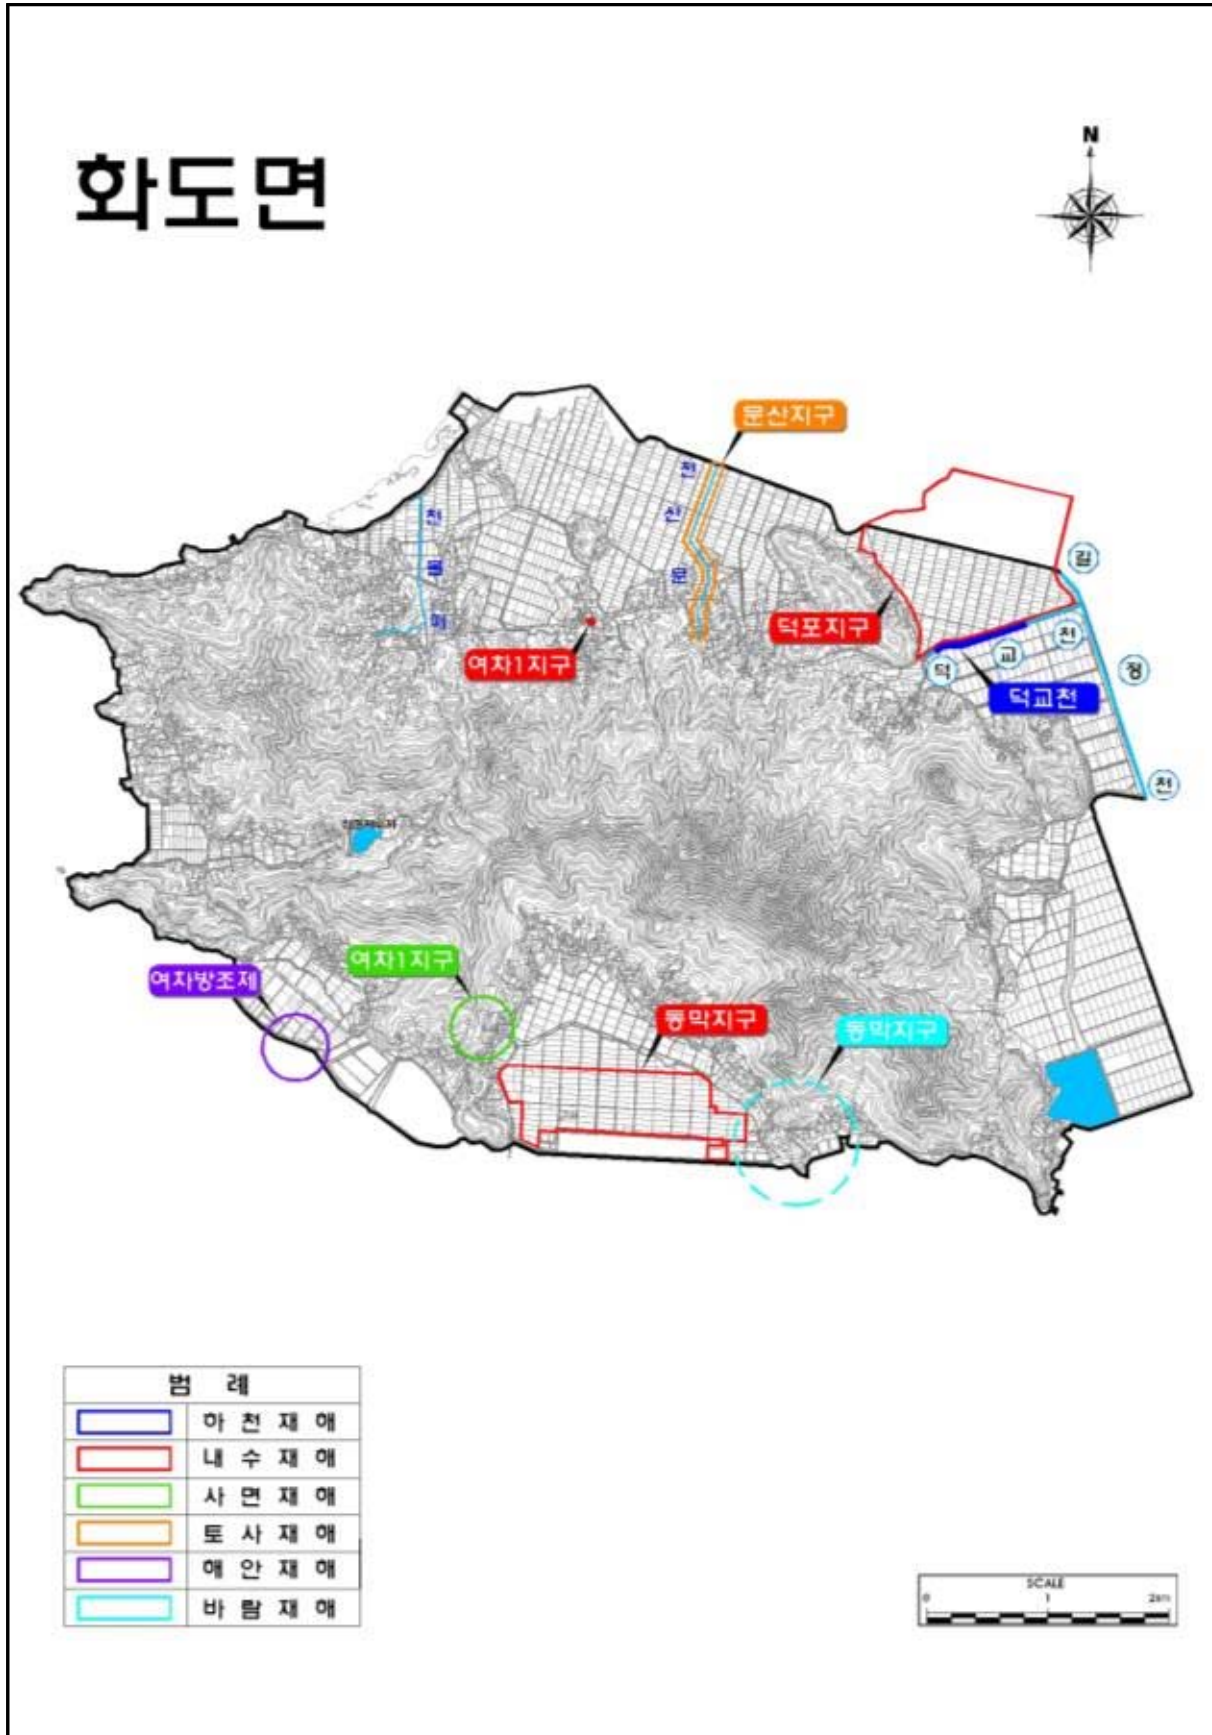 화도면
N
문산지구
천
산
문
천
물
길
덕포지구
여차1지구
덕 교 천
정
덕교천
천
여차1지구
여차방조제
동막지구
동막지구
범 례
하 천 재 해
내 수 재 해
사 면 재 해
토 사 재 해
해 안 재 해
바 람 재 해
SCALE
0 1 2km